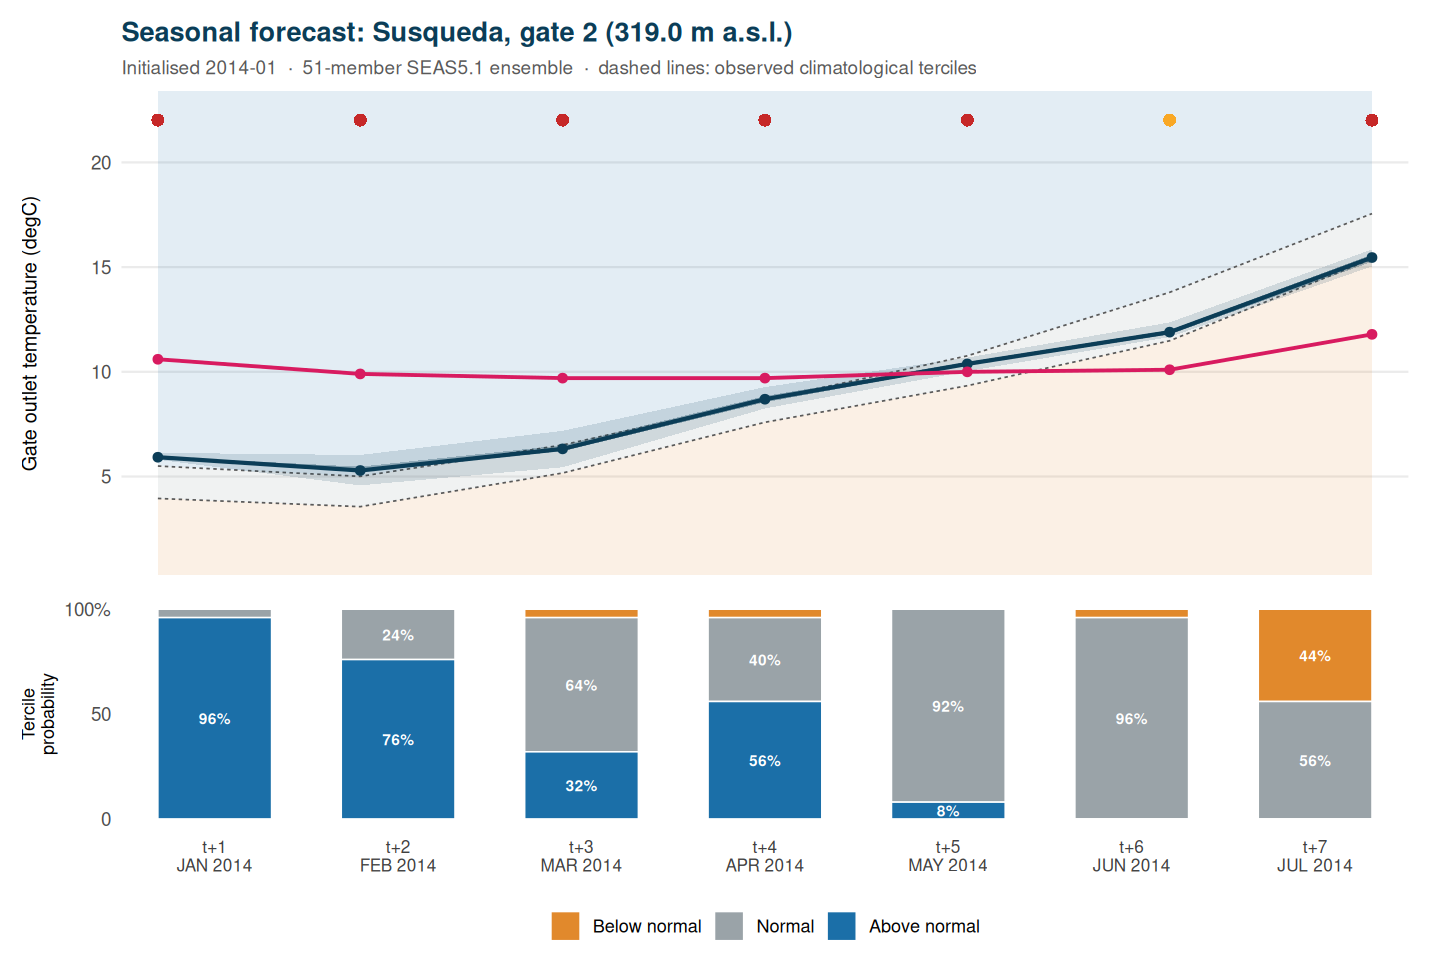 Seasonal forecast: Susqueda, gate 2 (319.0 m a.s.l.)
Initialised 2014-01 · 51-member SEAS5.1 ensemble · dashed lines: observed climatological terciles
Gate outlet temperature (degC)
20
15
10
5
Tercile
probability
100%
50
0
96%
24%
76%
64%
32%
40%
56%
92%
8%
96%
44%
56%
t+1
JAN 2014
t+2
FEB 2014
t+3
MAR 2014
t+4
APR 2014
t+5
MAY 2014
t+6
JUN 2014
t+7
JUL 2014
Below normal
Normal
Above normal